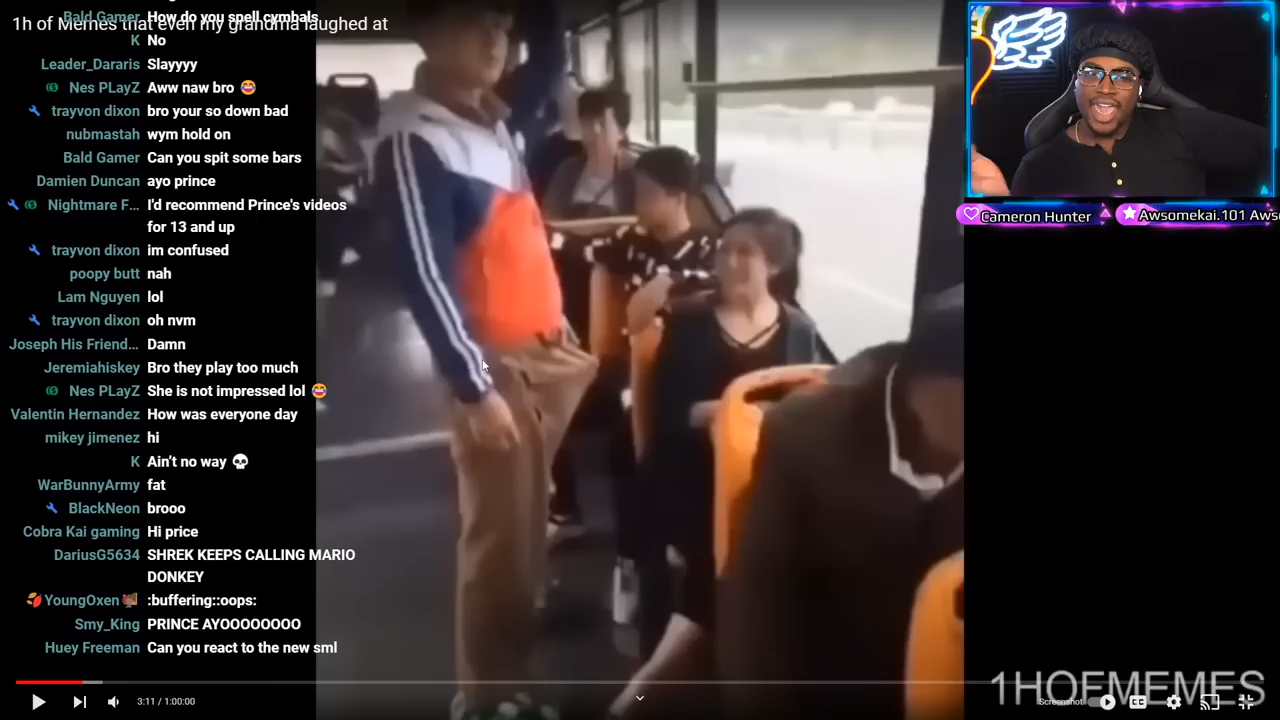 Bald Gamer How do you spell cymbals
1h of Memes that even my grandma laughed at
K No
Leader_Dararis Slayyyy
Nes PLayZ Aww naw bro 😂
trayvon dixon bro your so down bad
nubmastah wym hold on
Bald Gamer Can you spit some bars
Damien Duncan ayo prince
Nightmare F... I'd recommend Prince's videos
for 13 and up
trayvon dixon im confused
poopy butt nah
Lam Nguyen lol
trayvon dixon oh nvm
Joseph His Friend... Damn
Jeremiahiskey Bro they play too much
Nes PLayZ She is not impressed lol 😂
Valentin Hernandez How was everyone day
mikey jimenez hi
K Ain't no way 💀
WarBunnyArmy fat
BlackNeon brooo
Cobra Kai gaming Hi price
DariusG5634 SHREK KEEPS CALLING MARIO
DONKEY
YoungOxen :buffering::oops:
Smy_King PRINCE AYOOOOOOOO
Huey Freeman Can you react to the new sml
Cameron Hunter
Awsomekai.101 Aws
1HOFMEMES
3:11 / 1:00:00
Screenshot
CC